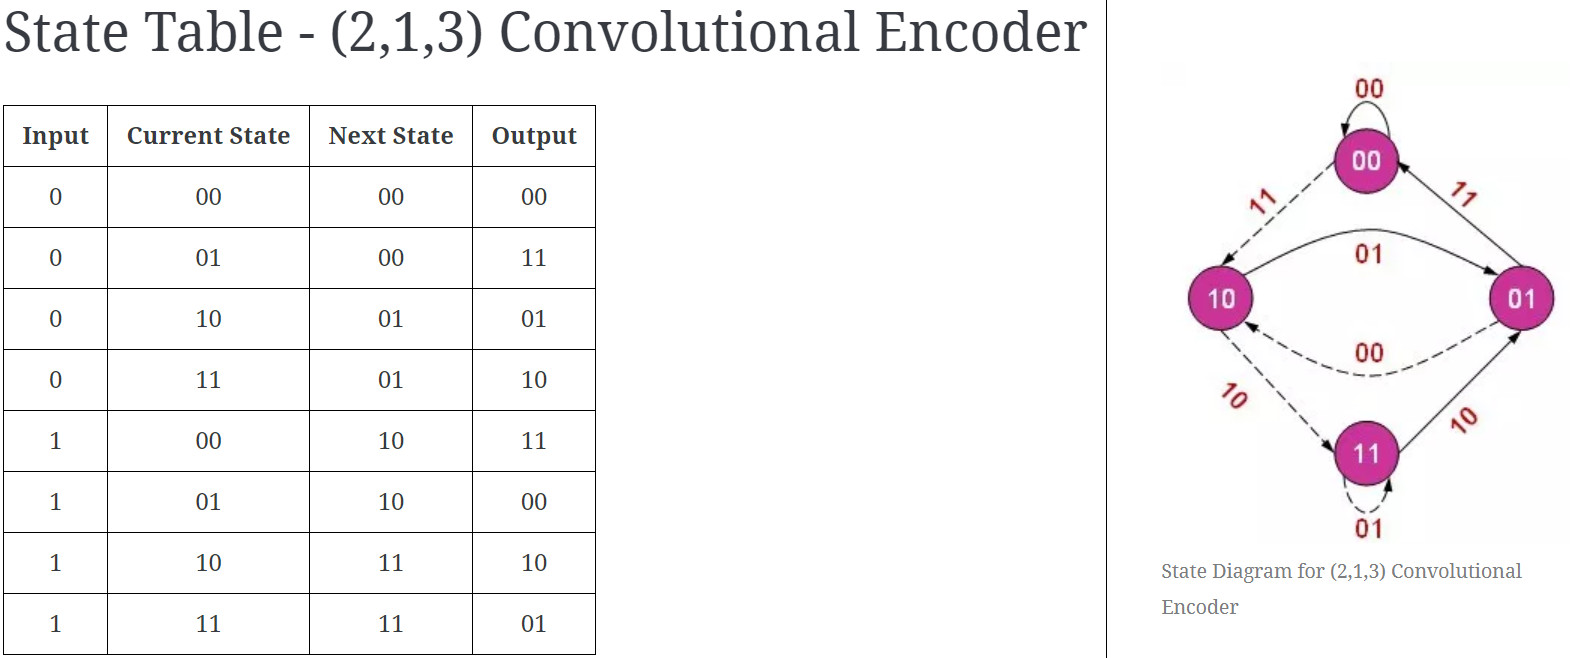 State Table - (2,1,3) Convolutional Encoder
Input Current State Next State Output
0 00 00 00
0 01 00 11
0 10 01 01
0 11 01 10
1 00 10 11
1 01 10 00
1 10 11 10
1 11 11 01
00
00
11 11
01
10 01
00
10 10
11
01
State Diagram for (2,1,3) Convolutional
Encoder